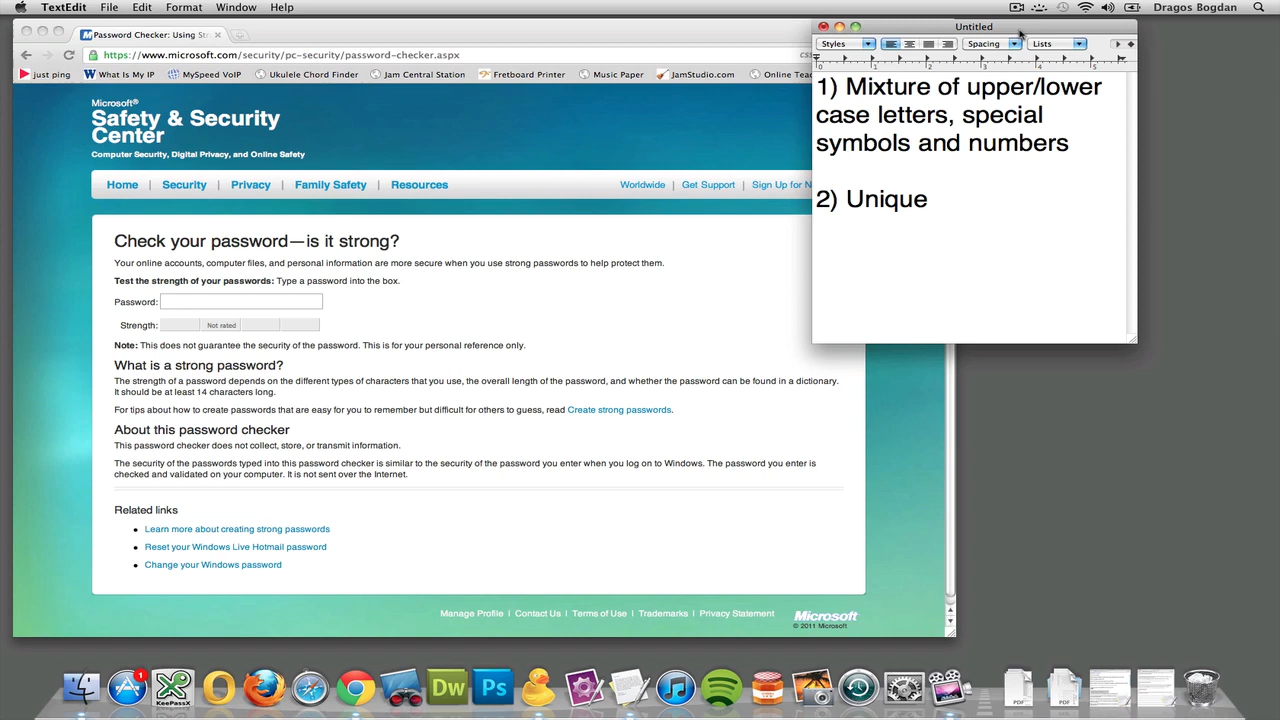 TextEdit File Edit Format Window Help Dragos Bogdan
Password Checker: Using Str
https://www.microsoft.com/security/pc-security/password-checker.aspx
just ping What Is My IP MySpeed VoIP Ukulele Chord Finder Jam Central Station Fretboard Printer Music Paper JamStudio.com Online Tea
Untitled
Styles Spacing Lists
0 1 2 3 4 5
1) Mixture of upper/lower
case letters, special
symbols and numbers
2) Unique
Microsoft®
Safety & Security
Center
Computer Security, Digital Privacy, and Online Safety
Home | Security | Privacy | Family Safety | Resources Worldwide | Get Support | Sign Up for N
Check your password—is it strong?
Your online accounts, computer files, and personal information are more secure when you use strong passwords to help protect them.
Test the strength of your passwords: Type a password into the box.
Password:
Strength: Not rated
Note: This does not guarantee the security of the password. This is for your personal reference only.
What is a strong password?
The strength of a password depends on the different types of characters that you use, the overall length of the password, and whether the password can be found in a dictionary.
It should be at least 14 characters long.
For tips about how to create passwords that are easy for you to remember but difficult for others to guess, read Create strong passwords.
About this password checker
This password checker does not collect, store, or transmit information.
The security of the passwords typed into this password checker is similar to the security of the password you enter when you log on to Windows. The password you enter is
checked and validated on your computer. It is not sent over the Internet.
Related links
Learn more about creating strong passwords
Reset your Windows Live Hotmail password
Change your Windows password
Manage Profile | Contact Us | Terms of Use | Trademarks | Privacy Statement
Microsoft
© 2011 Microsoft
1
KeePassX
Dw
Ps
PDF
PDF